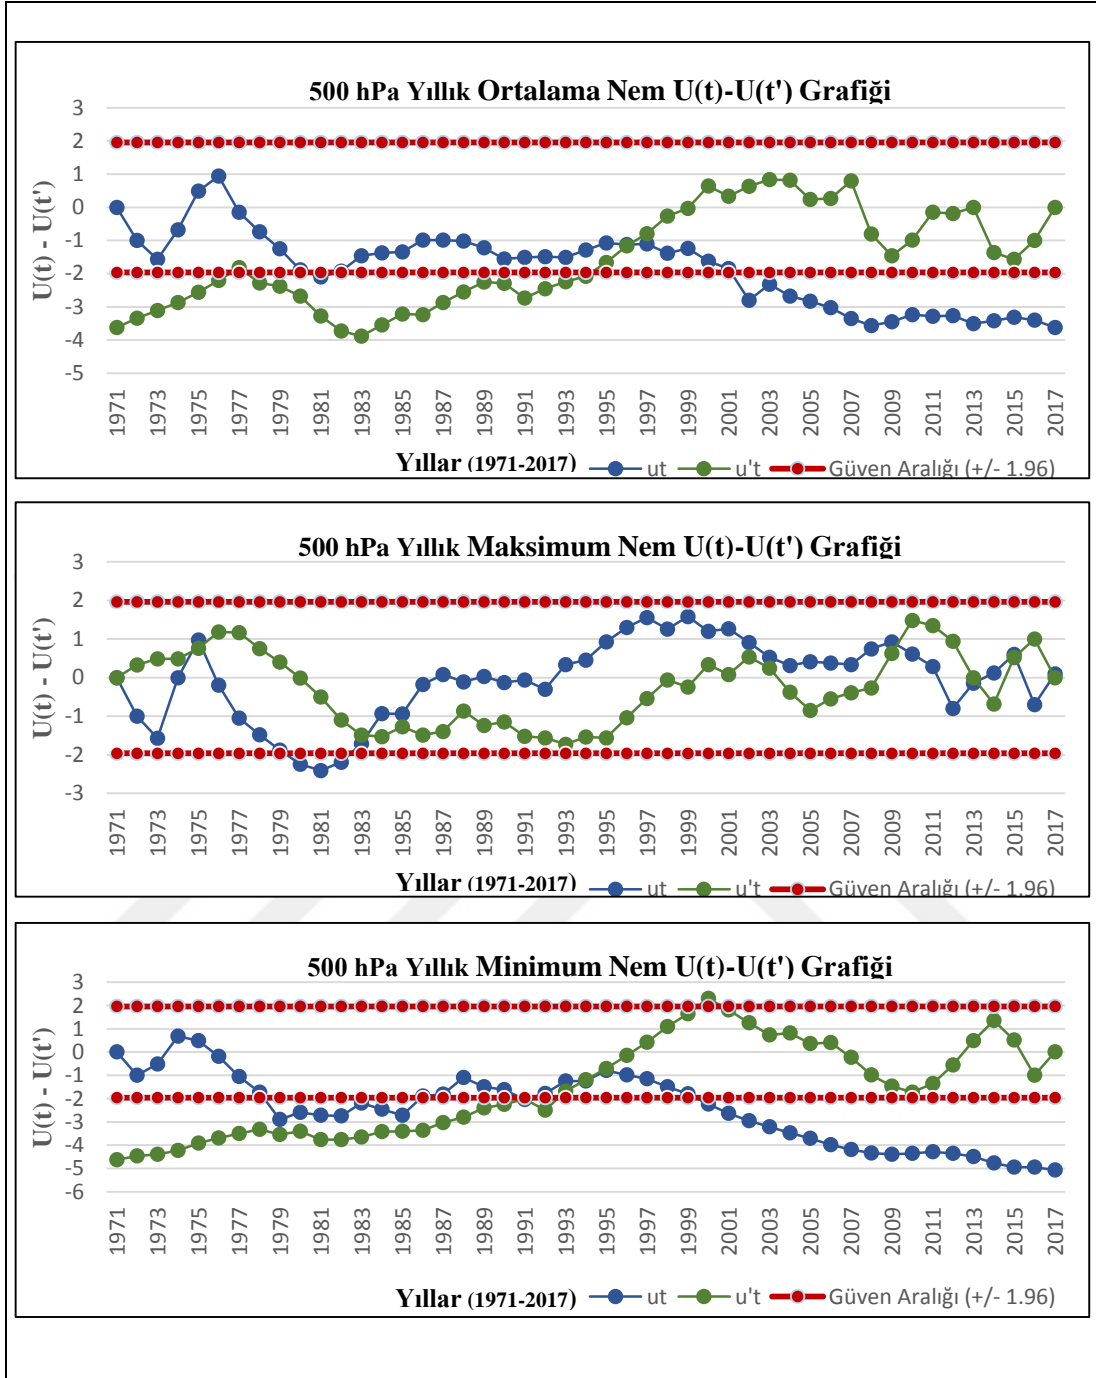 500 hPa Yıllık Ortalama Nem U(t)-U(t') Grafiği
3
2
1
0
-1
-2
-3
-4
-5
U(t) - U(t')
1971 1973 1975 1977 1979 1981 1983 1985 1987 1989 1991 1993 1995 1997 1999 2001 2003 2005 2007 2009 2011 2013 2015 2017
Yıllar (1971-2017) ut u't Güven Aralığı (+/- 1.96)
500 hPa Yıllık Maksimum Nem U(t)-U(t') Grafiği
3
2
1
0
-1
-2
-3
U(t) - U(t')
1971 1973 1975 1977 1979 1981 1983 1985 1987 1989 1991 1993 1995 1997 1999 2001 2003 2005 2007 2009 2011 2013 2015 2017
Yıllar (1971-2017) ut u't Güven Aralığı (+/- 1.96)
500 hPa Yıllık Minimum Nem U(t)-U(t') Grafiği
3
2
1
0
-1
-2
-3
-4
-5
-6
U(t) - U(t')
1971 1973 1975 1977 1979 1981 1983 1985 1987 1989 1991 1993 1995 1997 1999 2001 2003 2005 2007 2009 2011 2013 2015 2017
Yıllar (1971-2017) ut u't Güven Aralığı (+/- 1.96)